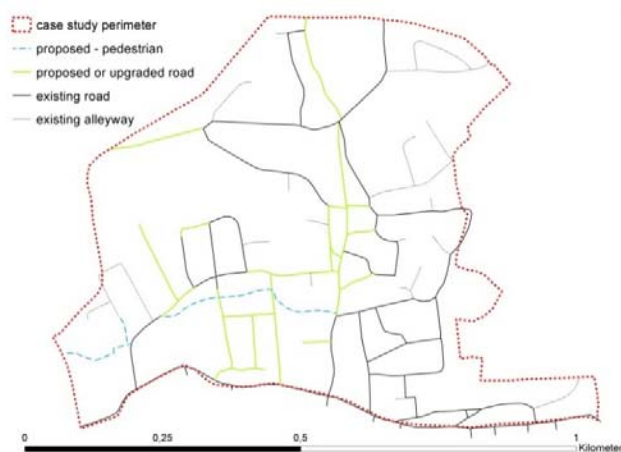 case study perimeter
proposed - pedestrian
proposed or upgraded road
existing road
existing alleyway
0 0,25 0,5 1
Kilometer